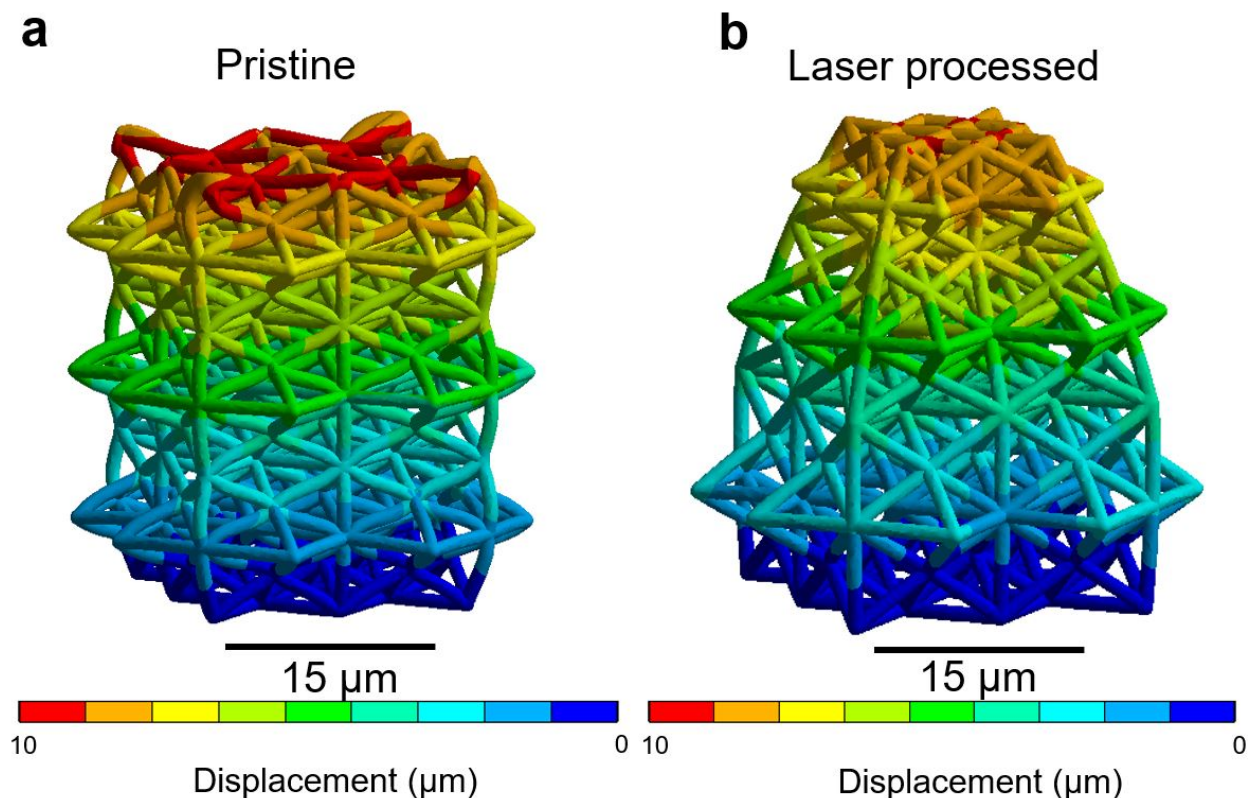 a
Pristine
15 µm
10
0
Displacement (µm)
b
Laser processed
15 µm
10
0
Displacement (µm)